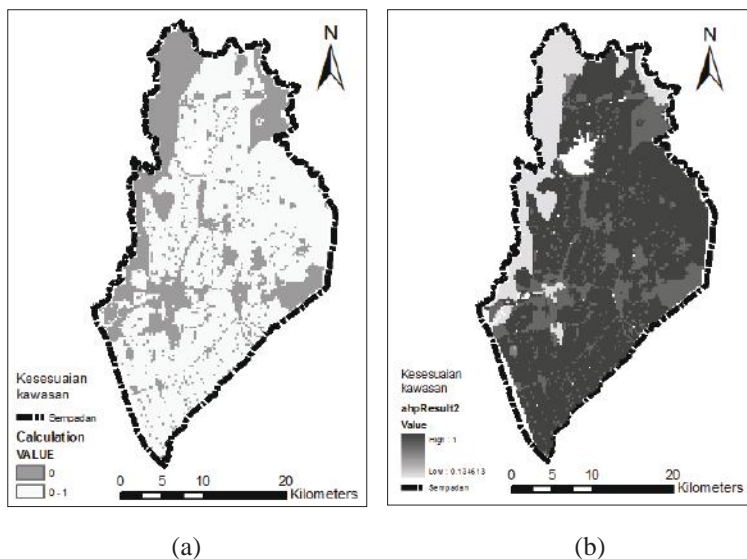 N
Kesesuaian
kawasan
Sempadan
Calculation
VALUE
0
0 - 1
0 5 10 20
Kilometers
(a)
N
Kesesuaian
kawasan
ahpResult2
Value
High : 1
Low : 0.134613
Sempadan
0 5 10 20
Kilometers
(b)